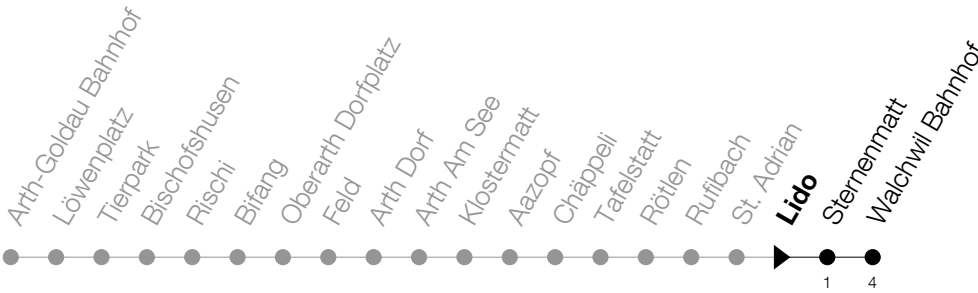 Arth-Goldau Bahnhof
Löwenplatz
Tierpark
Bischofshusen
Rischi
Bifang
Oberarth Dorfplatz
Feld
Arth Dorf
Arth Am See
Klostermatt
Aazopf
Chäppeli
Tafelstatt
Rötlen
Rufibach
St. Adrian
Lido
Sternenmatt
Walchwil Bahnhof
1 4